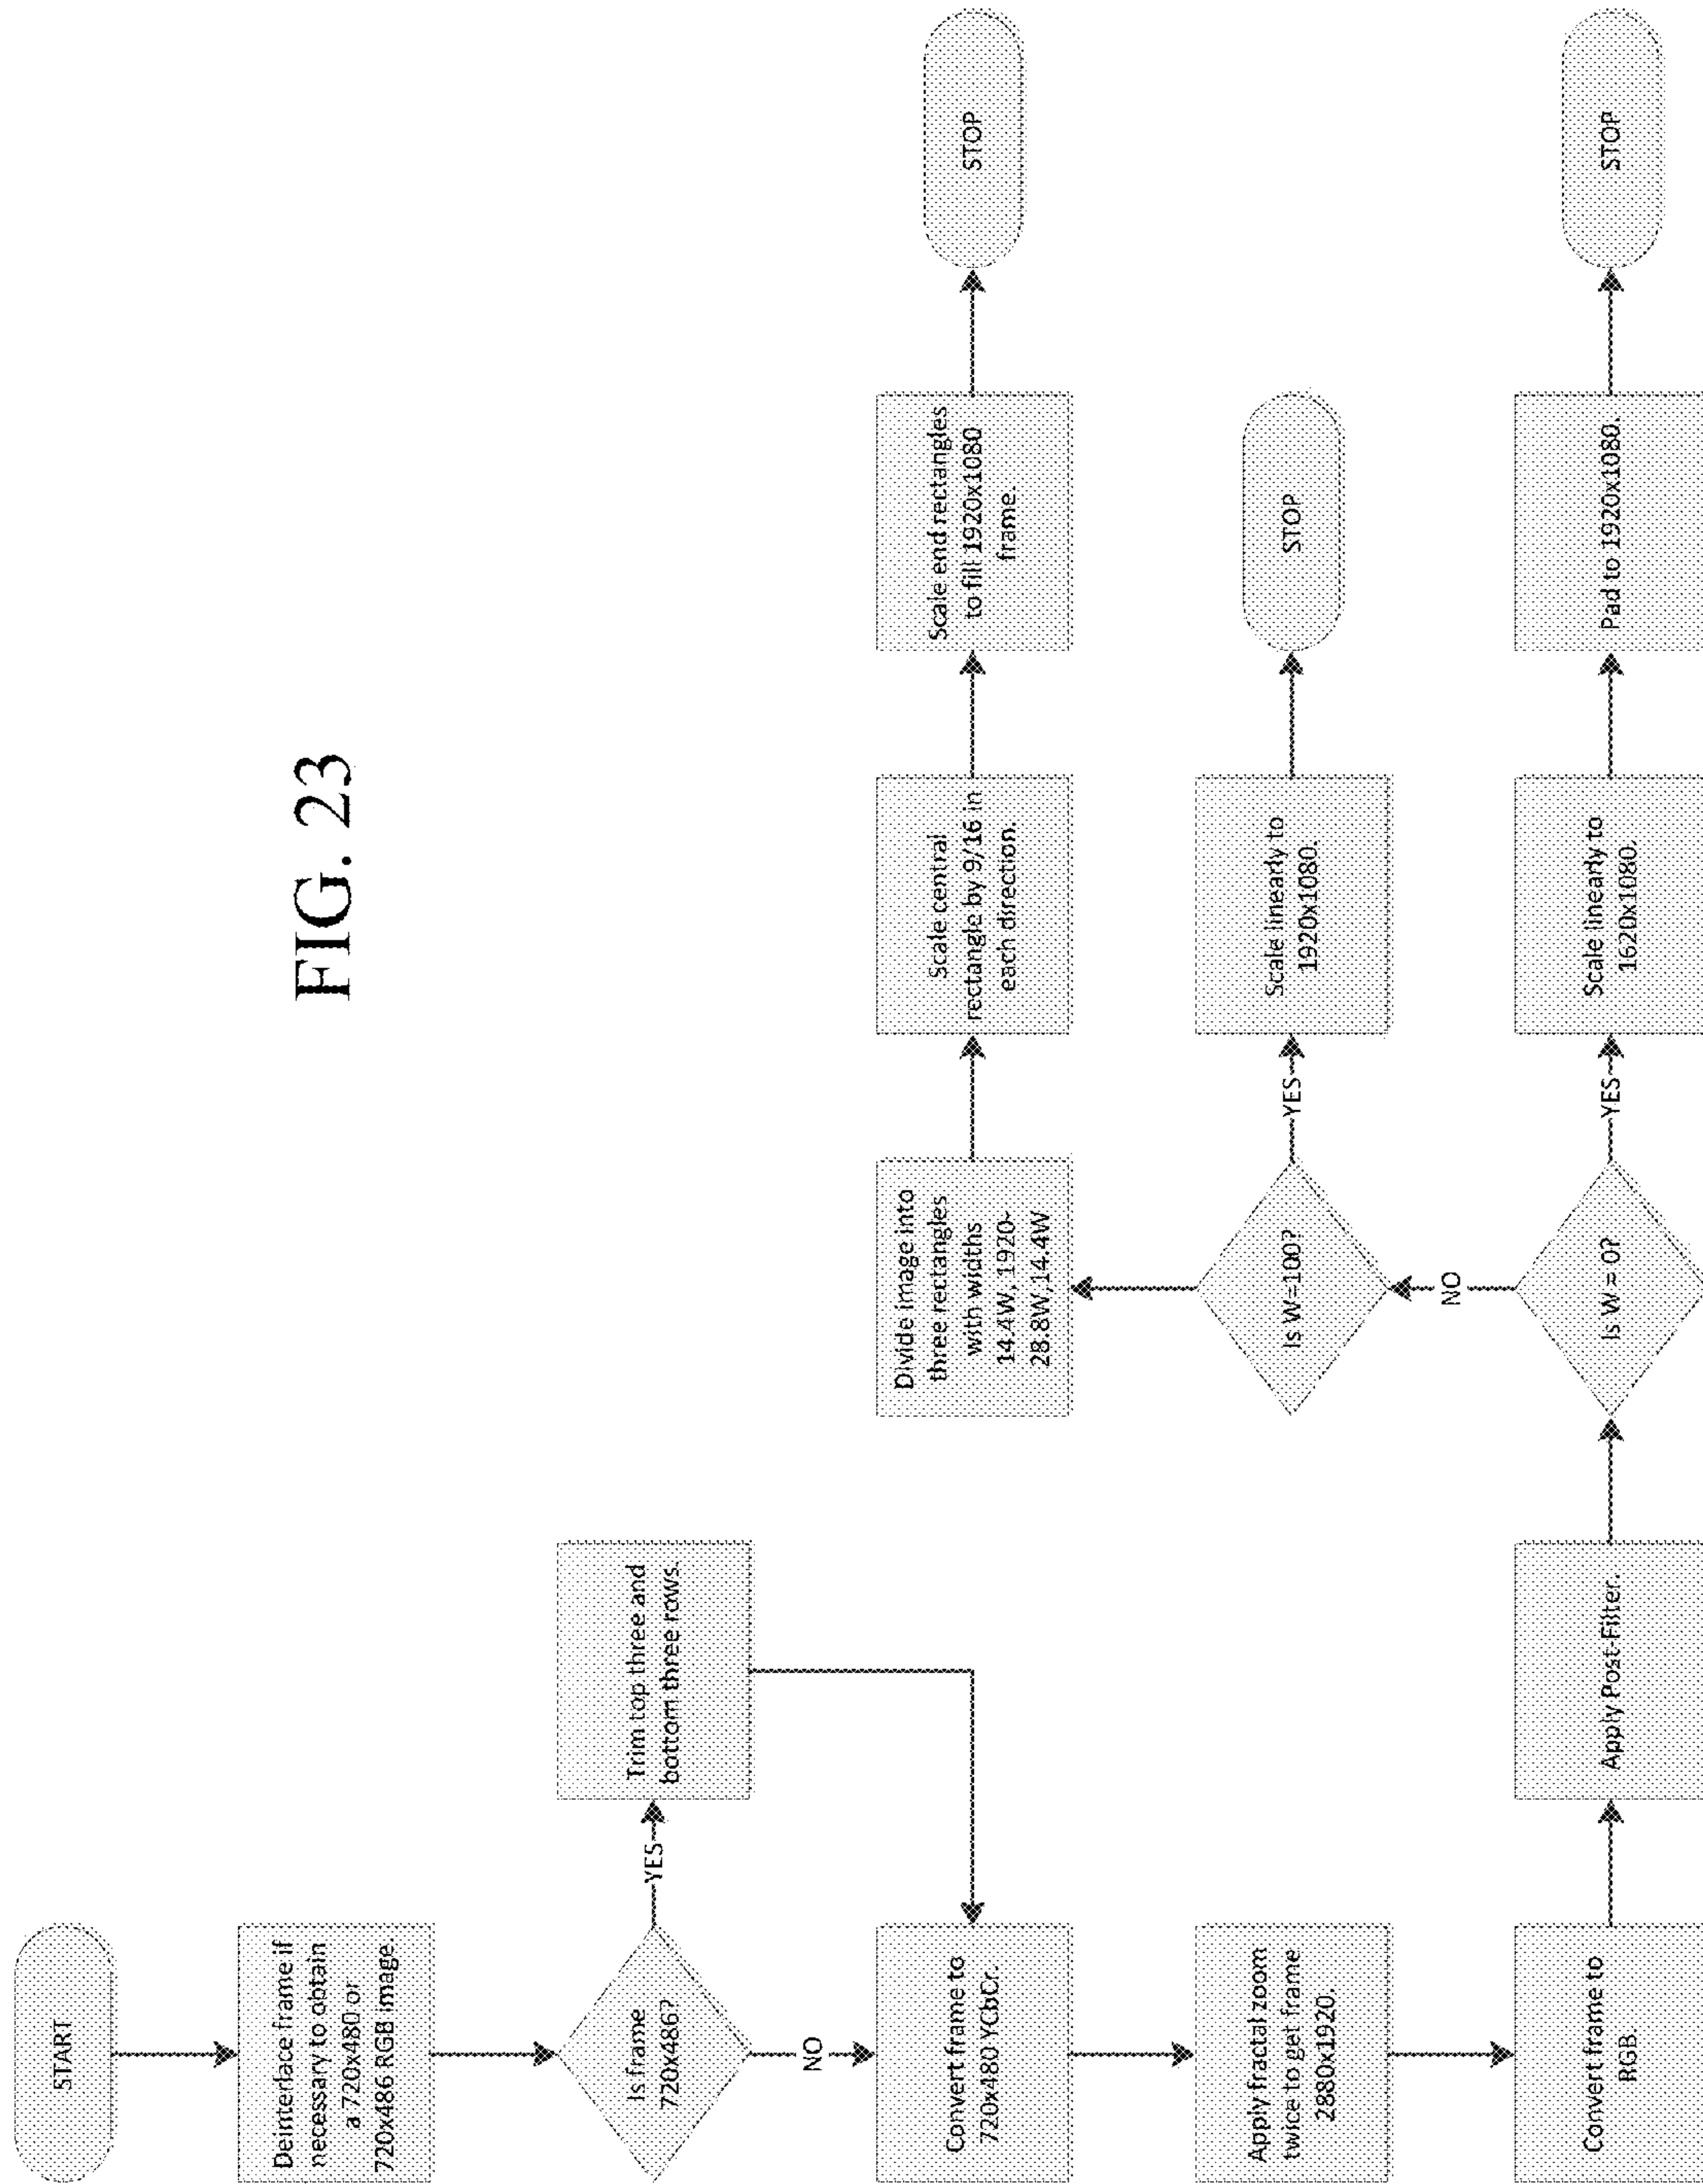 FIG. 23
START
Deinterlace frame if
necessary to obtain
a 720x480 or
720x486 RGB image.
Is frame
720x486?
YES
Trim top three and
bottom three rows.
NO
Convert frame to
720x480 YCbCr.
Apply fractal zoom
twice to get frame
2880x1920.
Convert frame to
RGB
Apply Post-Filter.
Is W = 0?
YES
Scale linearly to
1620x1080.
Pad to 1920x1080.
STOP
NO
Is W=100?
YES
Scale linearly to
1920x1080.
STOP
Divide image into
three rectangles
with widths
14.4W, 1920-
28.8W,14.4W
Scale central
rectangle by 9/16 in
each direction.
Scale end rectangles
to fill 1920x1080
frame.
STOP